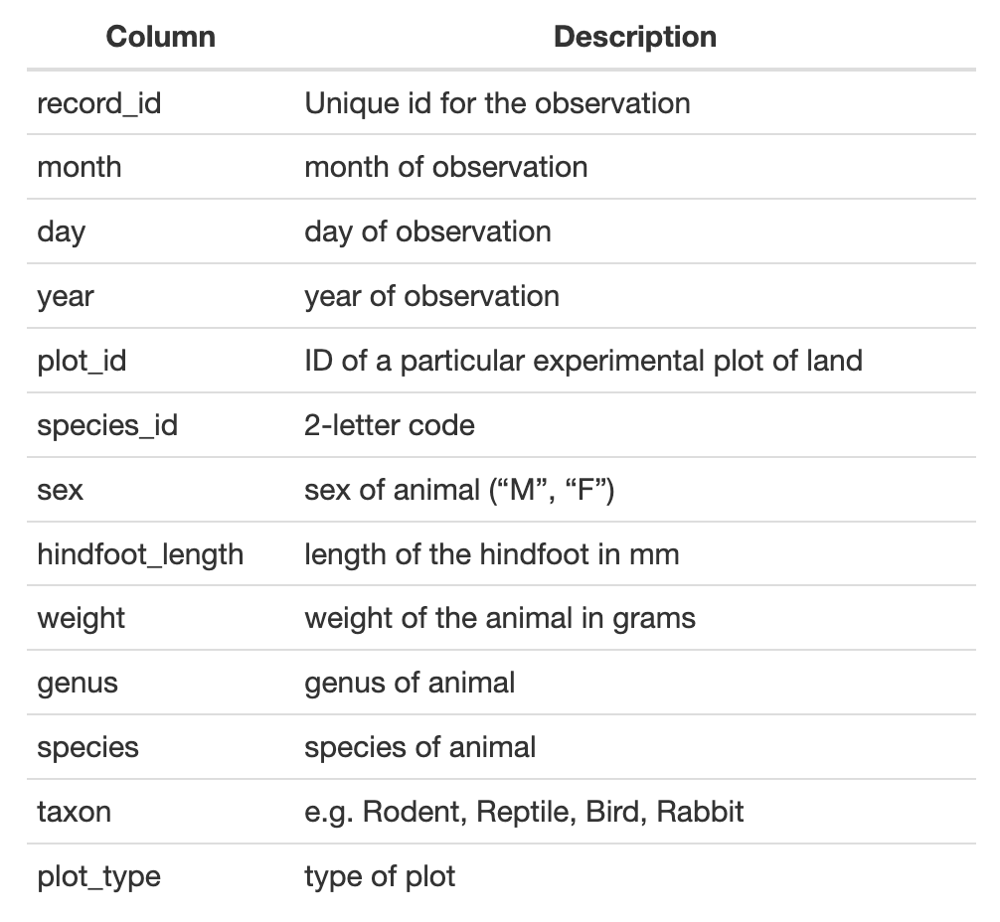 Column Description
record_id Unique id for the observation
month month of observation
day day of observation
year year of observation
plot_id ID of a particular experimental plot of land
species_id 2-letter code
sex sex of animal (“M”, “F”)
hindfoot_length length of the hindfoot in mm
weight weight of the animal in grams
genus genus of animal
species species of animal
taxon e.g. Rodent, Reptile, Bird, Rabbit
plot_type type of plot